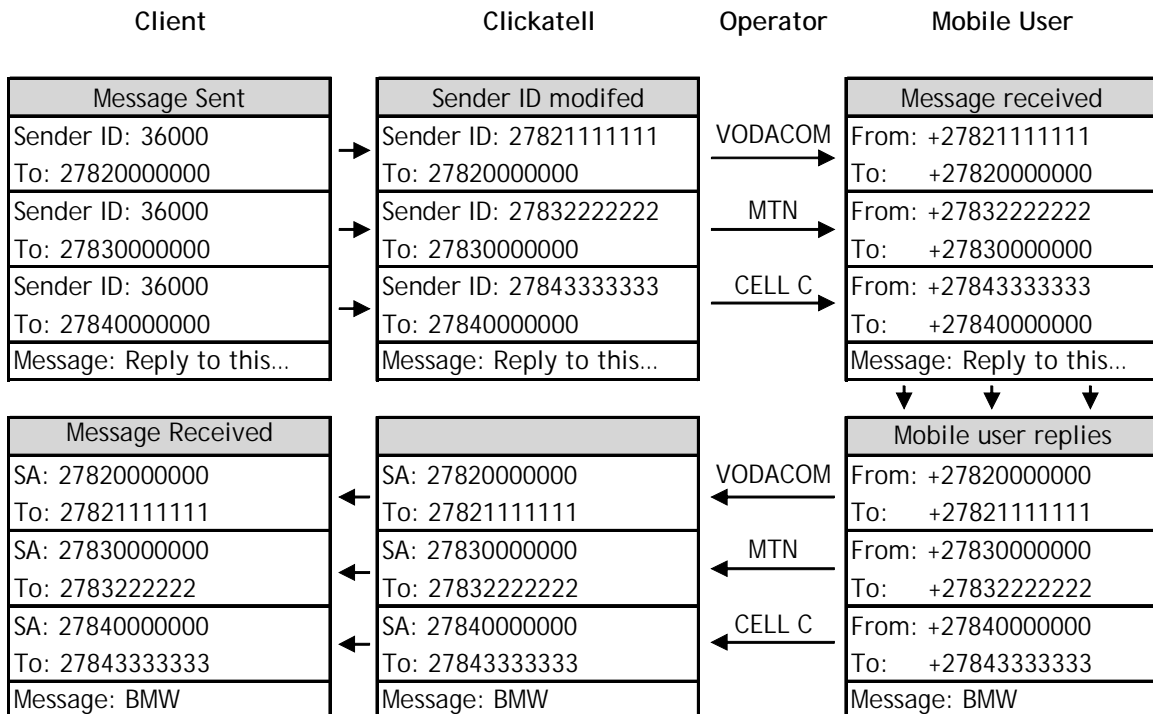 Client Clickatell Operator Mobile User
Message Sent
Sender ID: 36000
To: 27820000000
Sender ID: 36000
To: 27830000000
Sender ID: 36000
To: 27840000000
Message: Reply to this...
Sender ID modifed
Sender ID: 27821111111
To: 27820000000
Sender ID: 27832222222
To: 27830000000
Sender ID: 27843333333
To: 27840000000
Message: Reply to this...
VODACOM
MTN
CELL C
Message received
From: +27821111111
To: +27820000000
From: +27832222222
To: +27830000000
From: +27843333333
To: +27840000000
Message: Reply to this...
Message Received
SA: 27820000000
To: 27821111111
SA: 27830000000
To: 2783222222
SA: 27840000000
To: 27843333333
Message: BMW
SA: 27820000000
To: 27821111111
SA: 27830000000
To: 27832222222
SA: 27840000000
To: 27843333333
Message: BMW
VODACOM
MTN
CELL C
Mobile user replies
From: +27820000000
To: +27821111111
From: +27830000000
To: +27832222222
From: +27840000000
To: +27843333333
Message: BMW